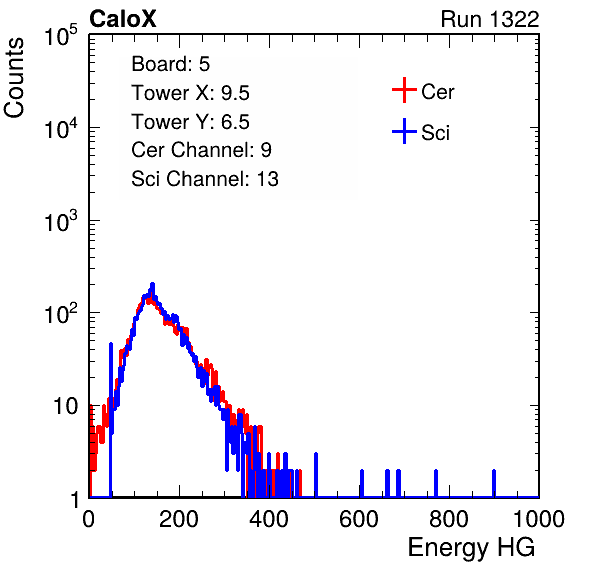 CaloX Run 1322
Counts
10^5
10^4
10^3
10^2
10
1
Board: 5
Tower X: 9.5
Tower Y: 6.5
Cer Channel: 9
Sci Channel: 13
Cer
Sci
0 200 400 600 800 1000
Energy HG